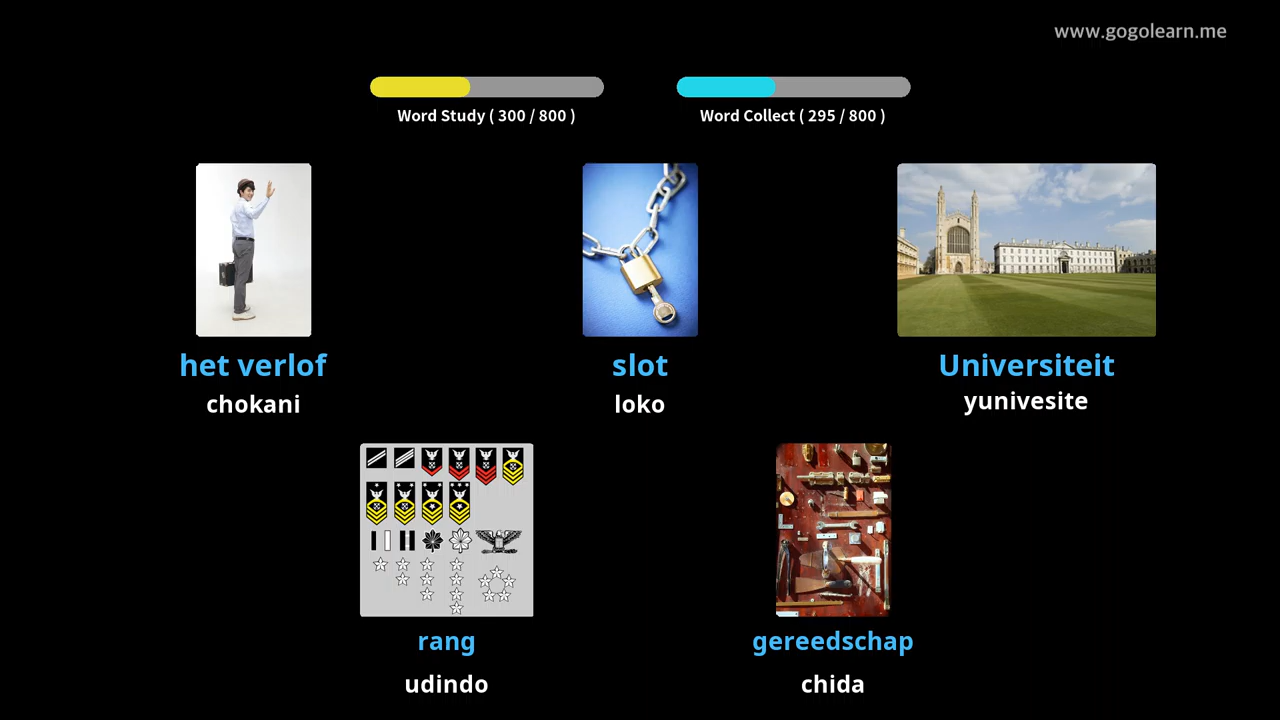 www.gogolearn.me
Word Study ( 300 / 800 )
Word Collect ( 295 / 800 )
het verlof
chokani
slot
loko
Universiteit
yunivesite
rang
udindo
gereedschap
chida